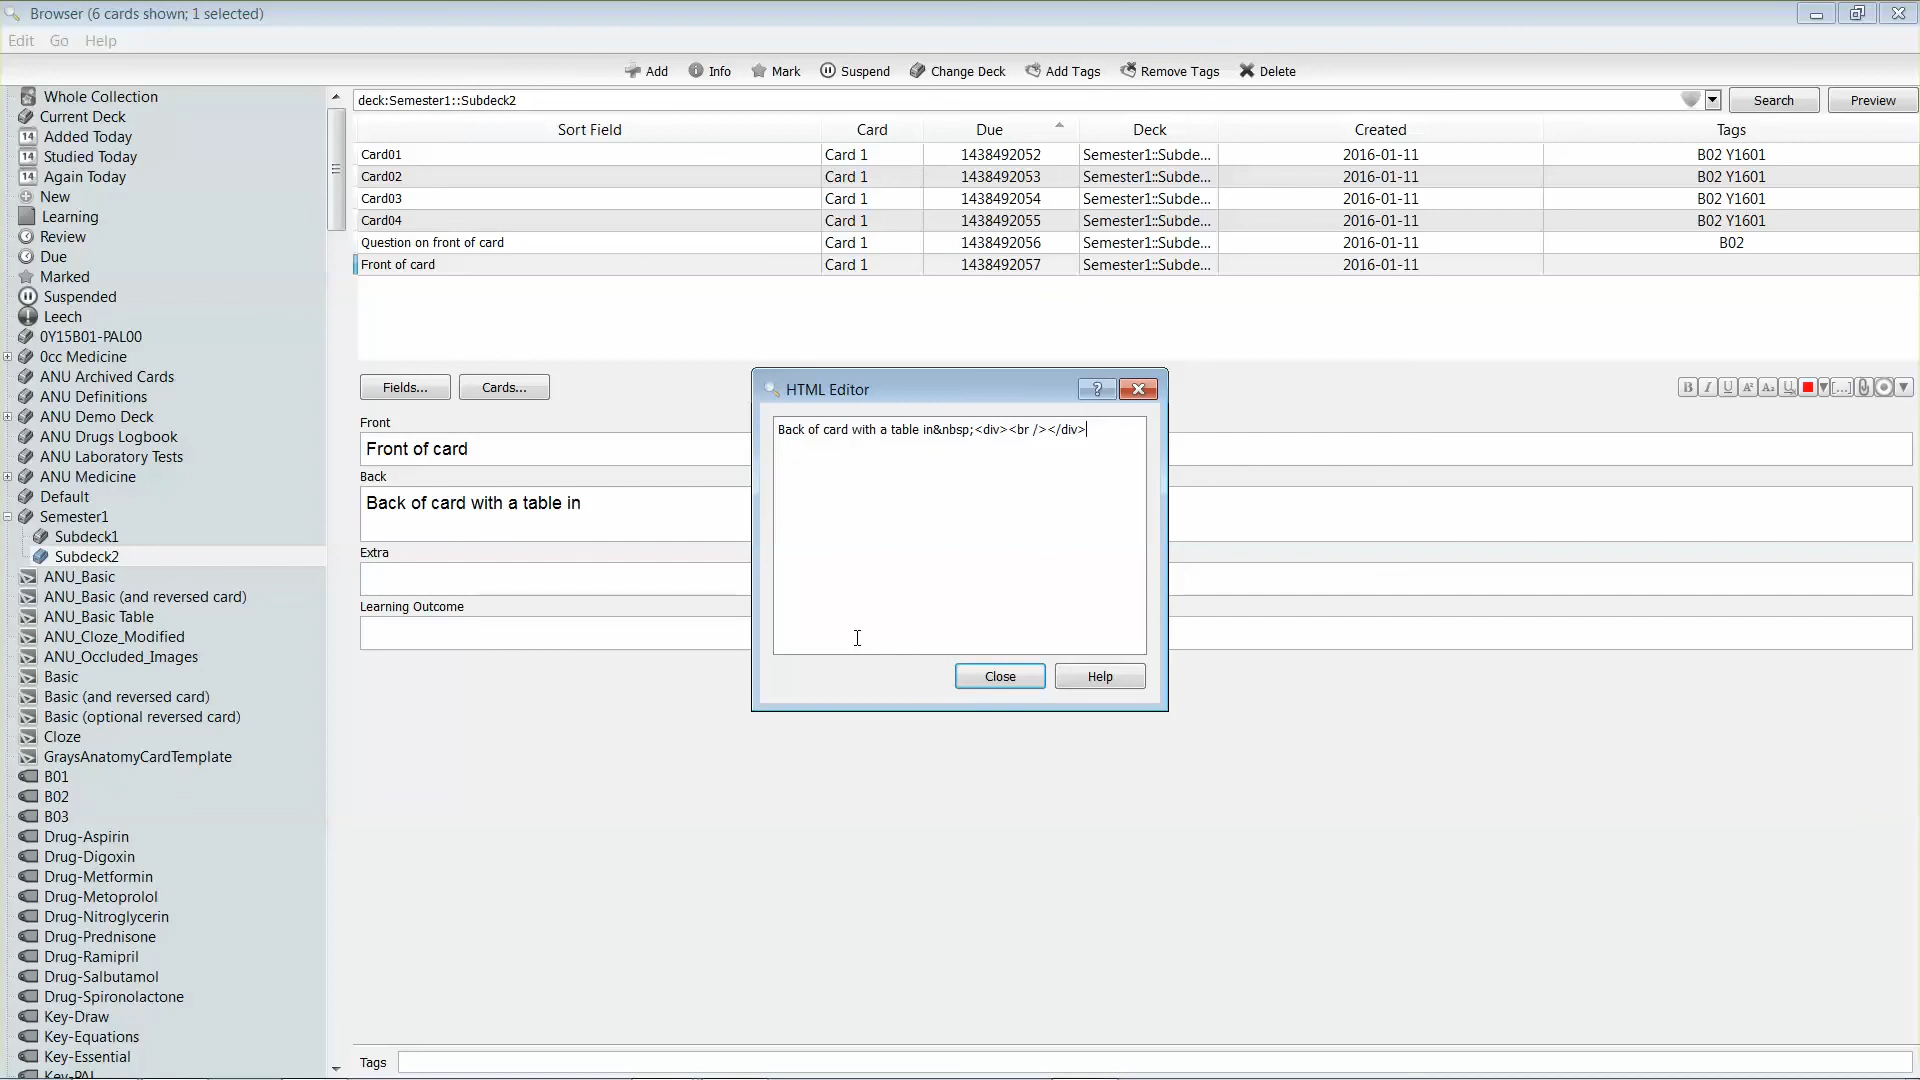 Browser (6 cards shown; 1 selected)
Edit Go Help
Add Info Mark Suspend Change Deck Add Tags Remove Tags Delete
Whole Collection
Current Deck
14 Added Today
14 Studied Today
14 Again Today
New
Learning
Review
Due
Marked
Suspended
Leech
0Y15B01-PAL00
0cc Medicine
ANU Archived Cards
ANU Definitions
ANU Demo Deck
ANU Drugs Logbook
ANU Laboratory Tests
ANU Medicine
Default
Semester1
Subdeck1
Subdeck2
ANU_Basic
ANU_Basic (and reversed card)
ANU_Basic Table
ANU_Cloze_Modified
ANU_Occluded_Images
Basic
Basic (and reversed card)
Basic (optional reversed card)
Cloze
GraysAnatomyCardTemplate
B01
B02
B03
Drug-Aspirin
Drug-Digoxin
Drug-Metformin
Drug-Metoprolol
Drug-Nitroglycerin
Drug-Prednisone
Drug-Ramipril
Drug-Salbutamol
Drug-Spironolactone
Key-Draw
Key-Equations
Key-Essential
Key-PAL
deck:Semester1::Subdeck2 Search Preview
Sort Field Card Due Deck Created Tags
Card01 Card 1 1438492052 Semester1::Subde... 2016-01-11 B02 Y1601
Card02 Card 1 1438492053 Semester1::Subde... 2016-01-11 B02 Y1601
Card03 Card 1 1438492054 Semester1::Subde... 2016-01-11 B02 Y1601
Card04 Card 1 1438492055 Semester1::Subde... 2016-01-11 B02 Y1601
Question on front of card Card 1 1438492056 Semester1::Subde... 2016-01-11 B02
Front of card Card 1 1438492057 Semester1::Subde... 2016-01-11
Fields... Cards... B I U A² A₂ U [...]
Front
Front of card
Back
Back of card with a table in
Extra
Learning Outcome
HTML Editor ?
Back of card with a table in&nbsp;<div><br /></div>
Close Help
Tags